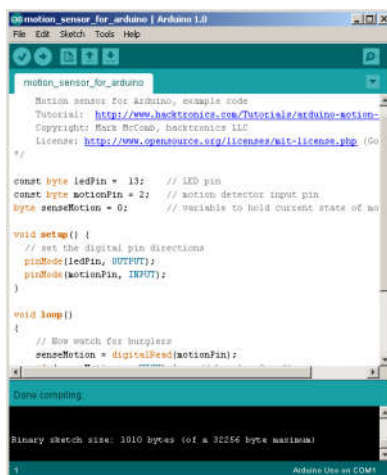 motion_sensor_for_arduino | Arduino 1.0
File Edit Sketch Tools Help
motion_sensor_for_arduino
Motion sensor for Arduino, example code
Tutorial: http://www.hacktronics.com/Tutorials/arduino-motion-
Copyright: Mark McComb, hacktronics LLC
License: http://www.opensource.org/licenses/mit-license.php (Go
*/
const byte ledPin = 13; // LED pin
const byte motionPin = 2; // motion detector input pin
byte senseMotion = 0; // variable to hold current state of mo
void setup() {
// set the digital pin directions
pinMode(ledPin, OUTPUT);
pinMode(motionPin, INPUT);
}
void loop()
{
// Now watch for burglers
senseMotion = digitalRead(motionPin);
Done compiling.
Binary sketch size: 1010 bytes (of a 32256 byte maximum)
1 Arduino Uno on COM1